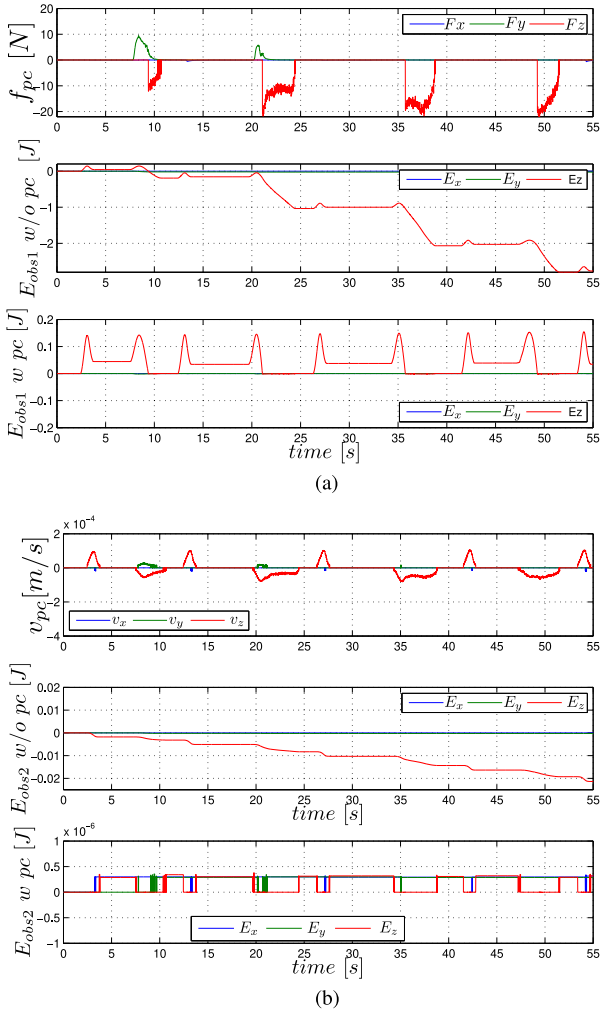 f_pc [N]
20
10
0
−10
−20
Fx Fy Fz
0 5 10 15 20 25 30 35 40 45 50 55
E_obs1 w/o pc [J]
0
−1
−2
E_x E_y Ez
0 5 10 15 20 25 30 35 40 45 50 55
E_obs1 w pc [J]
0.2
0.1
0
−0.1
−0.2
E_x E_y Ez
0 5 10 15 20 25 30 35 40 45 50 55
time [s]
(a)
x 10^−4
v_pc [m/s]
2
0
−2
−4
v_x v_y v_z
0 5 10 15 20 25 30 35 40 45 50 55
E_obs2 w/o pc [J]
0.02
0.01
0
−0.01
−0.02
E_x E_y E_z
0 5 10 15 20 25 30 35 40 45 50 55
time [s]
x 10^−6
E_obs2 w pc [J]
1
0.5
0
−0.5
−1
E_x E_y E_z
0 5 10 15 20 25 30 35 40 45 50 55
time [s]
(b)